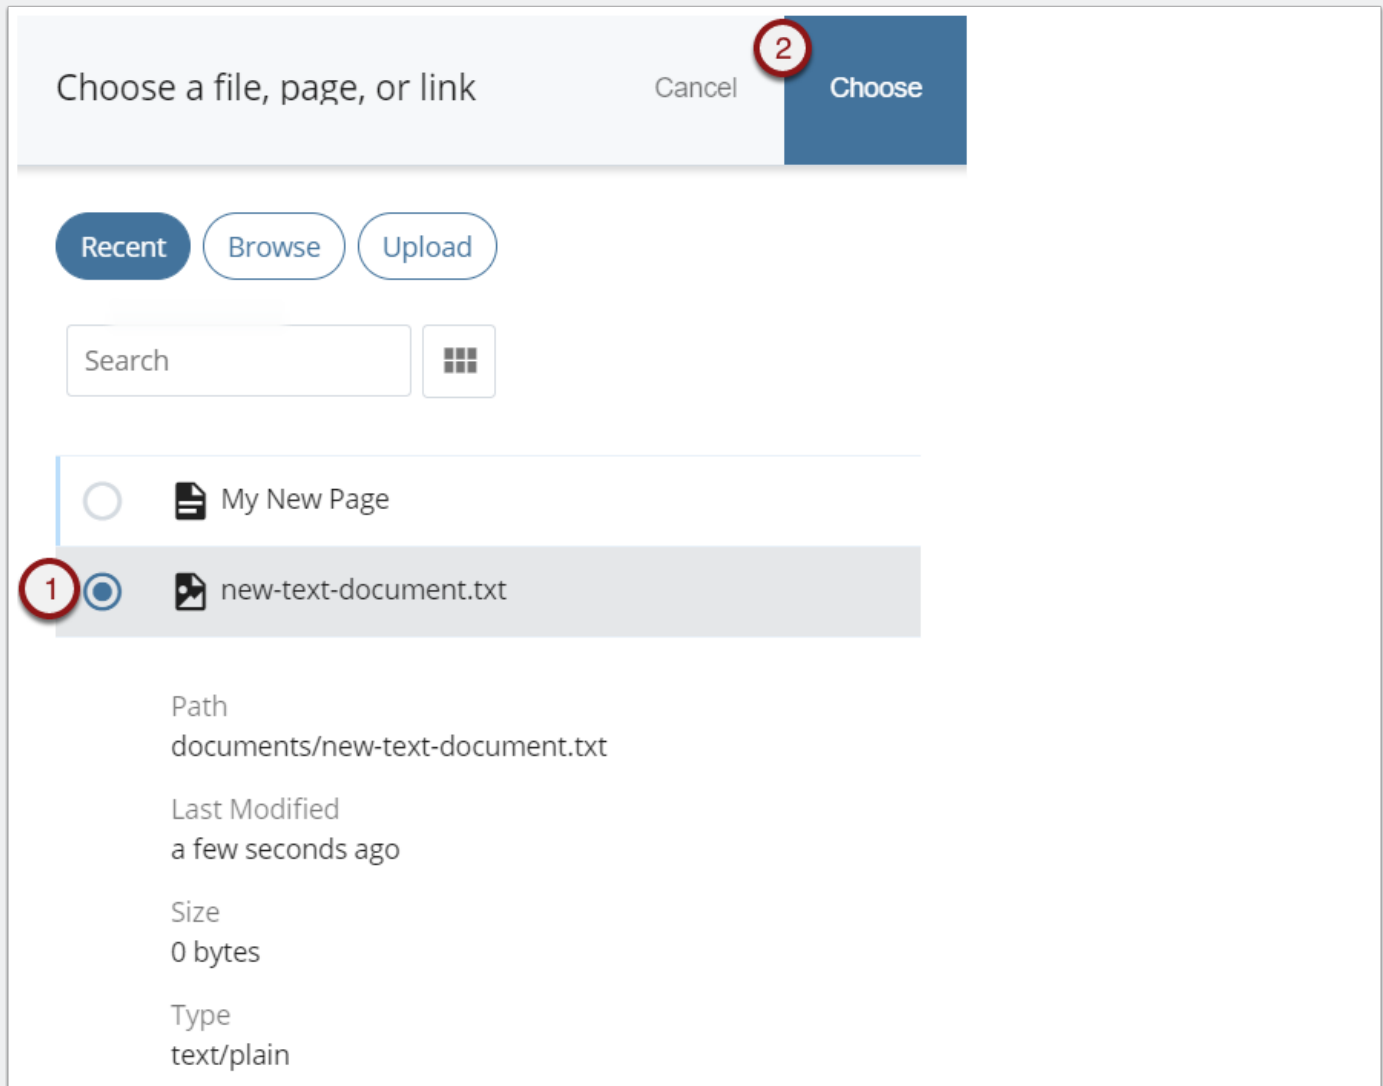 Choose a file, page, or link
Cancel
2
Choose
Recent
Browse
Upload
Search
My New Page
1
new-text-document.txt
Path
documents/new-text-document.txt
Last Modified
a few seconds ago
Size
0 bytes
Type
text/plain